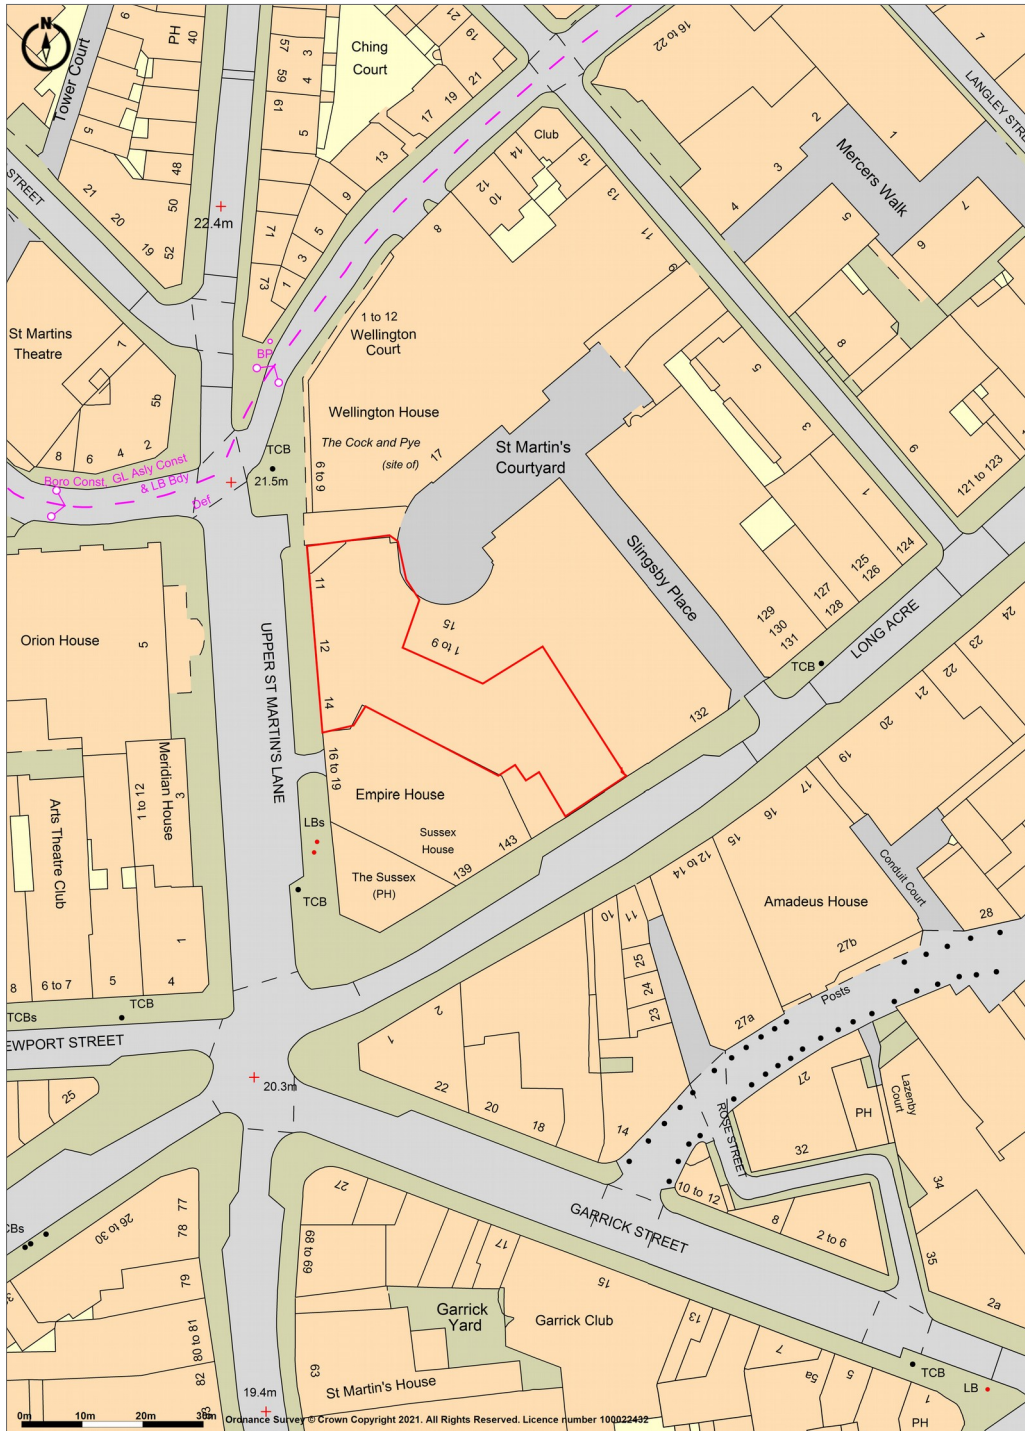 N
Tower Court
9
PH
40
57
3
59
4
61
5
Ching
Court
21
19
21
19
17
13
16 to 22
7
LANGLEY STRE
2
1
3
Mercers Walk
4
5
7
6
8
Club
14
12
10
15
13
11
9
8
5
48
50
52
21
20
19
STREET
22.4m
71
73
9
5
3
1
St Martins
Theatre
1
5b
8
6
4
2
BP
1 to 12
Wellington
Court
Wellington House
The Cock and Pye
(site of)
17
6 to 9
TCB
21.5m
Boro Const, GL Asly Const
& LB Bdy
Def
St Martin's
Courtyard
Slingsby Place
5
3
1
9
121 to 123
124
125
126
127
128
129
130
131
TCB
LONG ACRE
24
23
22
21
20
19
17
16
15
12 to 14
132
Orion House
5
UPPER ST MARTIN'S LANE
11
12
14
15
1 to 9
16 to 19
Empire House
Sussex
House
143
139
The Sussex
(PH)
LBs
TCB
Meridian House
3
1 to 12
Arts Theatre Club
1
8
6 to 7
5
4
TCBs
TCB
EWPORT STREET
25
20.3m
Conduit Court
Amadeus House
28
27b
27a
Posts
10
11
25
24
23
2
1
22
20
18
14
27
PH
Lazenby
Court
ROSE STREET
32
34
35
10 to 12
8
2 to 6
2a
GARRICK STREET
CBs
26 to 30
77
78
79
80 to 81
82
27
68 to 69
17
15
Garrick
Yard
Garrick Club
13
7
5a
5
1
PH
TCB
LB
63
St Martin's House
19.4m
0m
10m
20m
30m
Ordnance Survey © Crown Copyright 2021. All Rights Reserved. Licence number 100022432